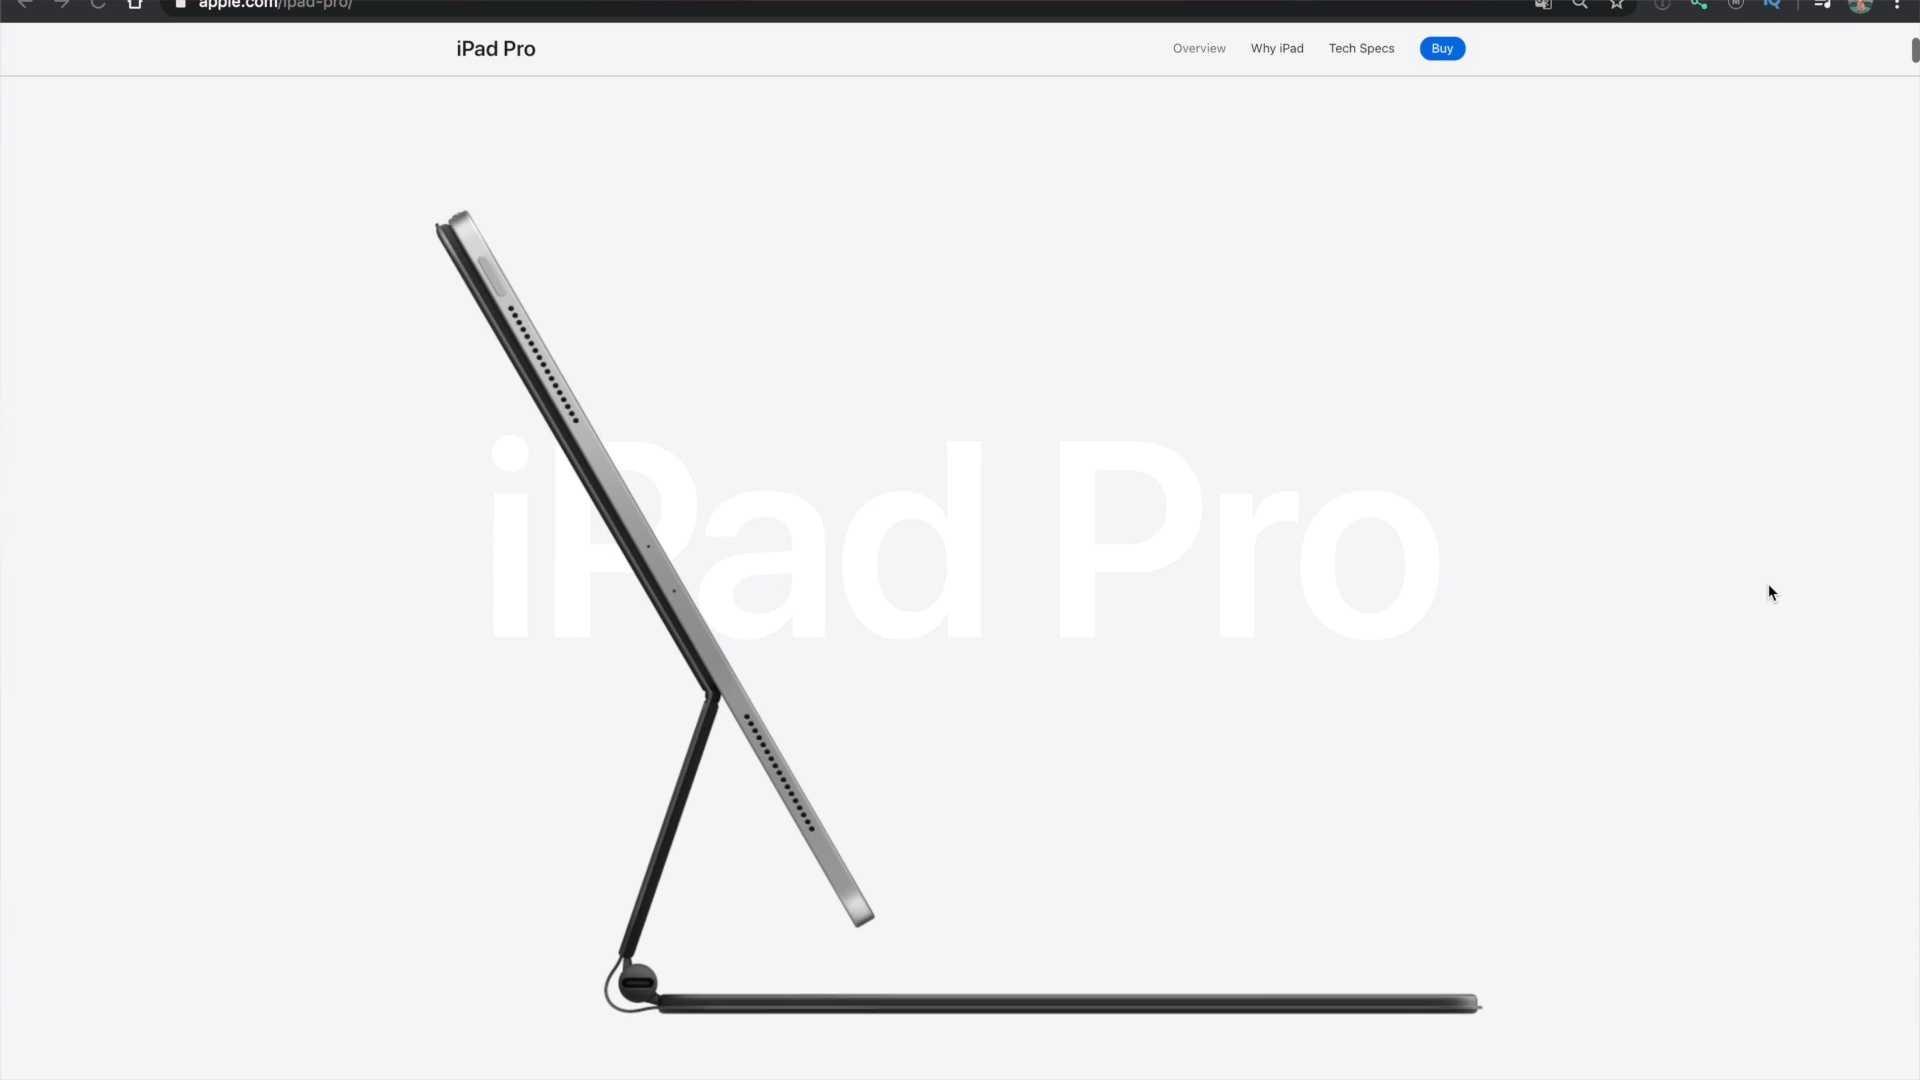 apple.com/ipad-pro/
iPad Pro
Overview
Why iPad
Tech Specs
Buy
iPad Pro